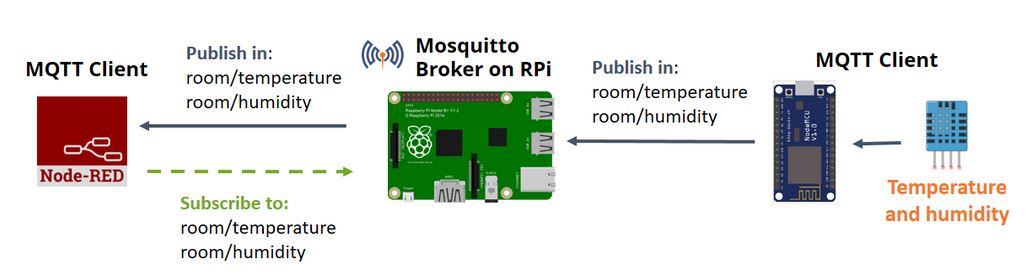 MQTT Client
Node-RED
Publish in:
room/temperature
room/humidity
Subscribe to:
room/temperature
room/humidity
Mosquitto
Broker on RPi
Raspberry Pi Model B+ V1.2
© Raspberry Pi 2014
Power
HDMI
Publish in:
room/temperature
room/humidity
MQTT Client
NodeMCU
V1.0
Temperature
and humidity